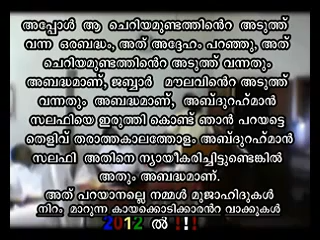 അപ്പോൾ ആ ചെറിയമുണ്ടത്തിൻെറ അടുത്ത്
വന്ന ഒരബദ്ധം, അത് അദ്ദേഹം പറഞ്ഞു, അത്
ചെറിയമുണ്ടത്തിൻെറ അടുത്ത് വന്നതും
അബദ്ധമാണ്, ജബ്ബാർ മൗലവിൻെറ അടുത്ത്
വന്നതും അബദ്ധമാണ്, അബ്ദുറഹ്മാൻ
സലഫിയെ ഇരുത്തി കൊണ്ട് ഞാൻ പറയട്ടെ
തെളിവ് തരാത്തകാലത്തോളം അബ്ദുറഹ്മാൻ
സലഫി അതിനെ ന്യായീകരിച്ചിട്ടുണ്ടെങ്കിൽ
അതും അബദ്ധമാണ്.
അത് പറയാനല്ലെ നമ്മൾ മുജാഹിദുകൾ
നിറം മാറുന്ന കായക്കൊടിക്കാരൻറ വാക്കുകൾ
2012 ൽ !!!